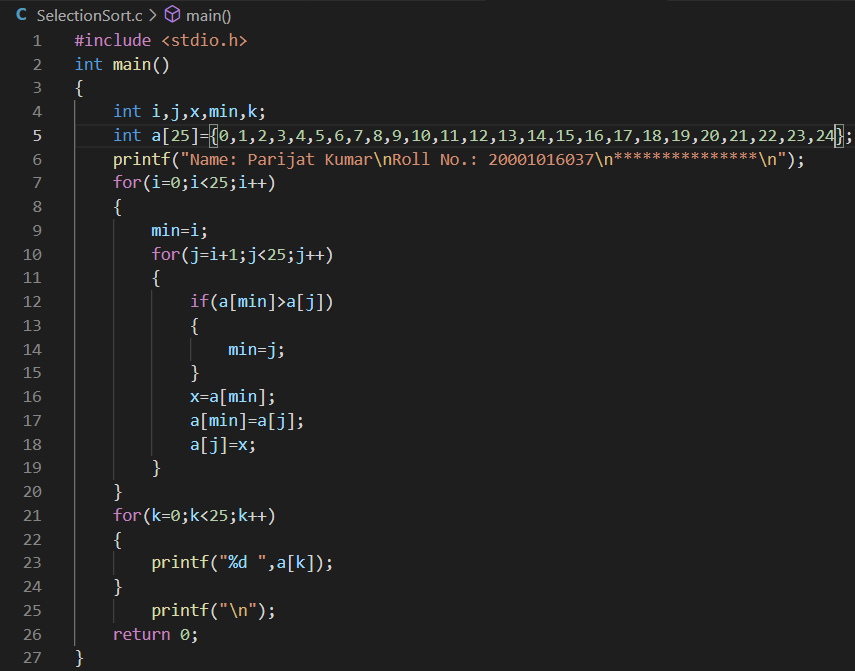 C SelectionSort.c > main()
1 #include <stdio.h>
2 int main()
3 {
4     int i,j,x,min,k;
5     int a[25]={0,1,2,3,4,5,6,7,8,9,10,11,12,13,14,15,16,17,18,19,20,21,22,23,24};
6     printf("Name: Parijat Kumar\nRoll No.: 20001016037\n***************\n");
7     for(i=0;i<25;i++)
8     {
9         min=i;
10         for(j=i+1;j<25;j++)
11         {
12             if(a[min]>a[j])
13             {
14                 min=j;
15             }
16             x=a[min];
17             a[min]=a[j];
18             a[j]=x;
19         }
20     }
21     for(k=0;k<25;k++)
22     {
23         printf("%d ",a[k]);
24     }
25         printf("\n");
26     return 0;
27 }